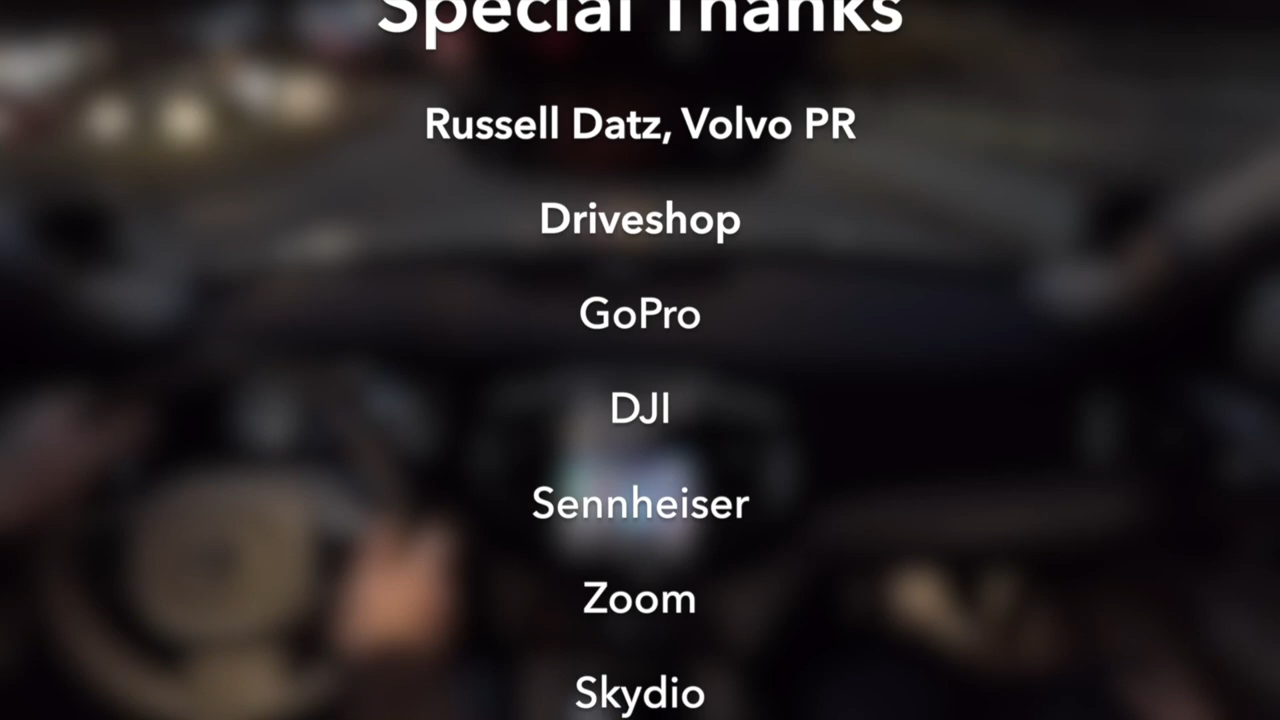 Special Thanks
Russell Datz, Volvo PR
Driveshop
GoPro
DJI
Sennheiser
Zoom
Skydio